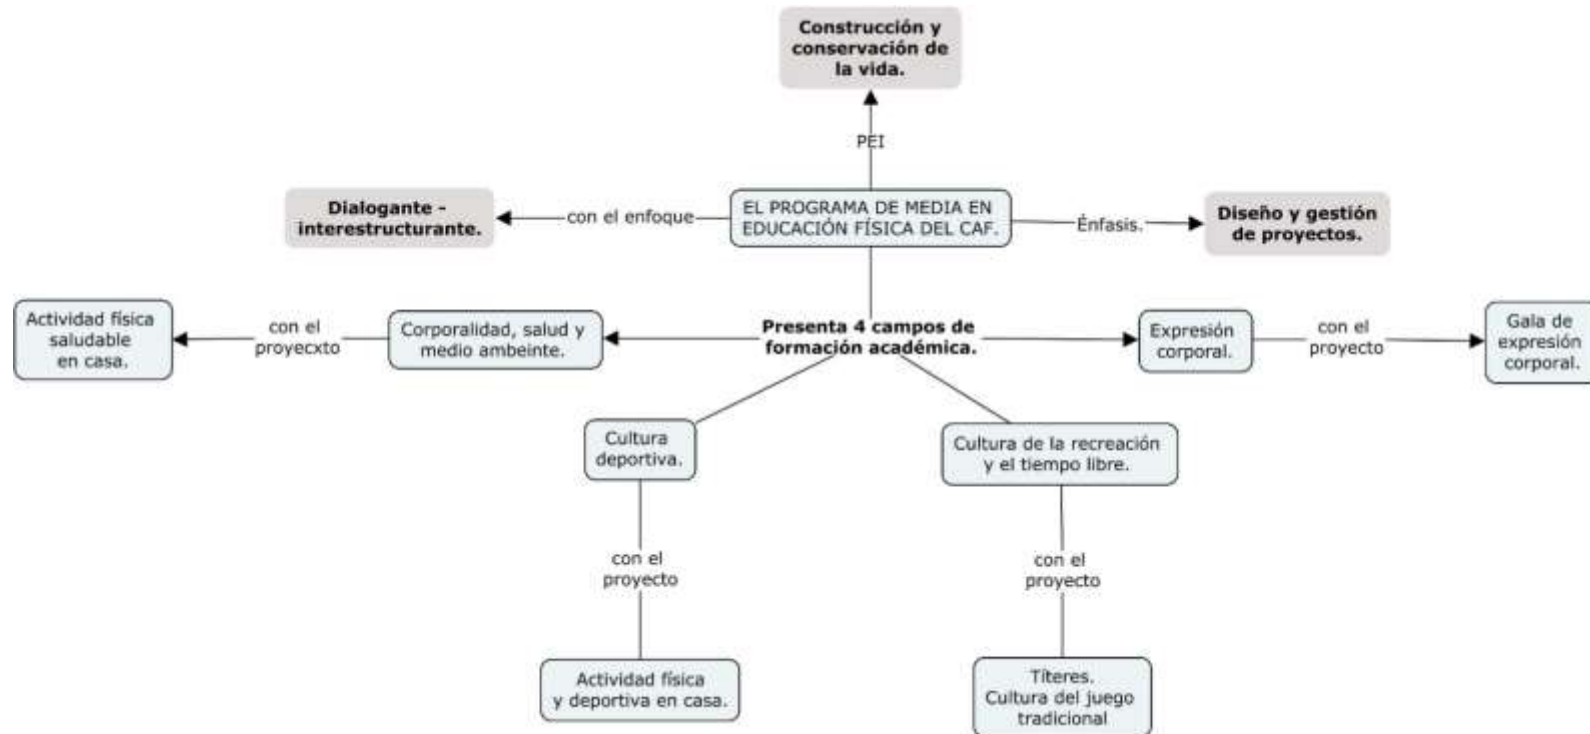 Construcción y
conservación de
la vida.
PEI
Dialogante -
interestructurante.
con el enfoque
EL PROGRAMA DE MEDIA EN
EDUCACIÓN FÍSICA DEL CAF.
Énfasis.
Diseño y gestión
de proyectos.
Actividad física
saludable
en casa.
con el
proyecxto
Corporalidad, salud y
medio ambeinte.
Presenta 4 campos de
formación académica.
Expresión
corporal.
con el
proyecto
Gala de
expresión
corporal.
Cultura
deportiva.
Cultura de la recreación
y el tiempo libre.
con el
proyecto
con el
proyecto
Actividad física
y deportiva en casa.
Títeres.
Cultura del juego
tradicional